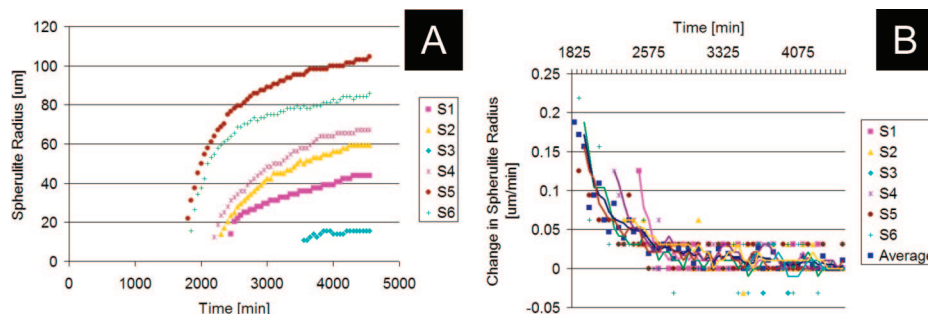 A
120
100
80
60
40
20
0
Spherulite Radius [um]
0 1000 2000 3000 4000 5000
Time [min]
S1
S2
S3
S4
S5
S6
B
Time [min]
1825 2575 3325 4075
0.25
0.2
0.15
0.1
0.05
0
-0.05
Change in Spherulite Radius
[um/min]
S1
S2
S3
S4
S5
S6
Average